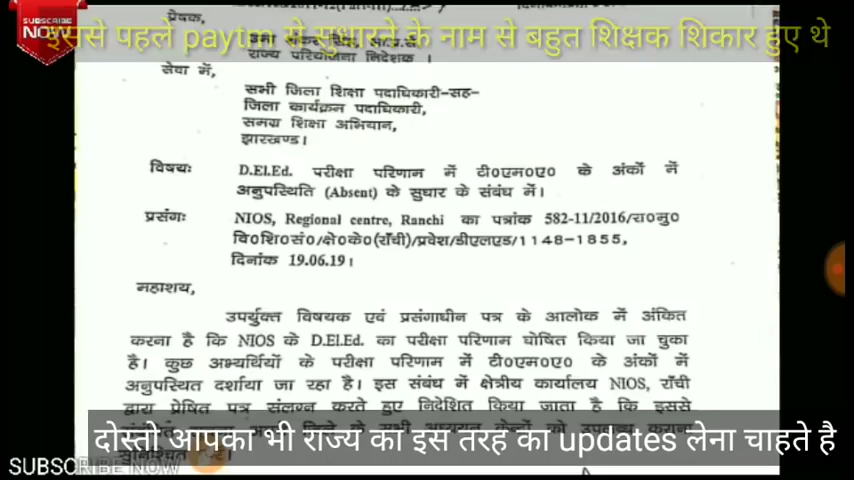 SUBSCRIBE
NOW
इससे पहले paytm से सुधारने के नाम से बहुत शिक्षक शिकार हुए थे
प्रेषक,
राज्य परियोजना निदेशक ।
सेवा में,
सभी जिला शिक्षा पदाधिकारी-सह-
जिला कार्यक्रम पदाधिकारी,
समग्र शिक्षा अभियान,
झारखण्ड।
विषयः D.El.Ed. परीक्षा परिणाम में टी०एम०ए० के अंकों में
अनुपस्थिति (Absent) के सुधार के संबंध में।
प्रसंगः NIOS, Regional centre, Ranchi का पत्रांक 582-11/2016/रा०मु०
वि०शि०सं०/क्षे०के०(राँची)/प्रवेश/डीएलएड/1148-1855,
दिनांक 19.06.19।
महाशय,
उपर्युक्त विषयक एवं प्रसंगाधीन पत्र के आलोक में अंकित
करना है कि NIOS के D.El.Ed. का परीक्षा परिणाम घोषित किया जा चुका
है। कुछ अभ्यर्थियों के परीक्षा परिणाम में टी०एम०ए० के अंकों में
अनुपस्थित दर्शाया जा रहा है। इस संबंध में क्षेत्रीय कार्यालय NIOS, राँची
द्वारा प्रेषित पत्र संलग्न करते हुए निदेशित किया जाता है कि इससे
दोस्तो आपका भी राज्य का इस तरह का updates लेना चाहते है
SUBSCRIBE NOW